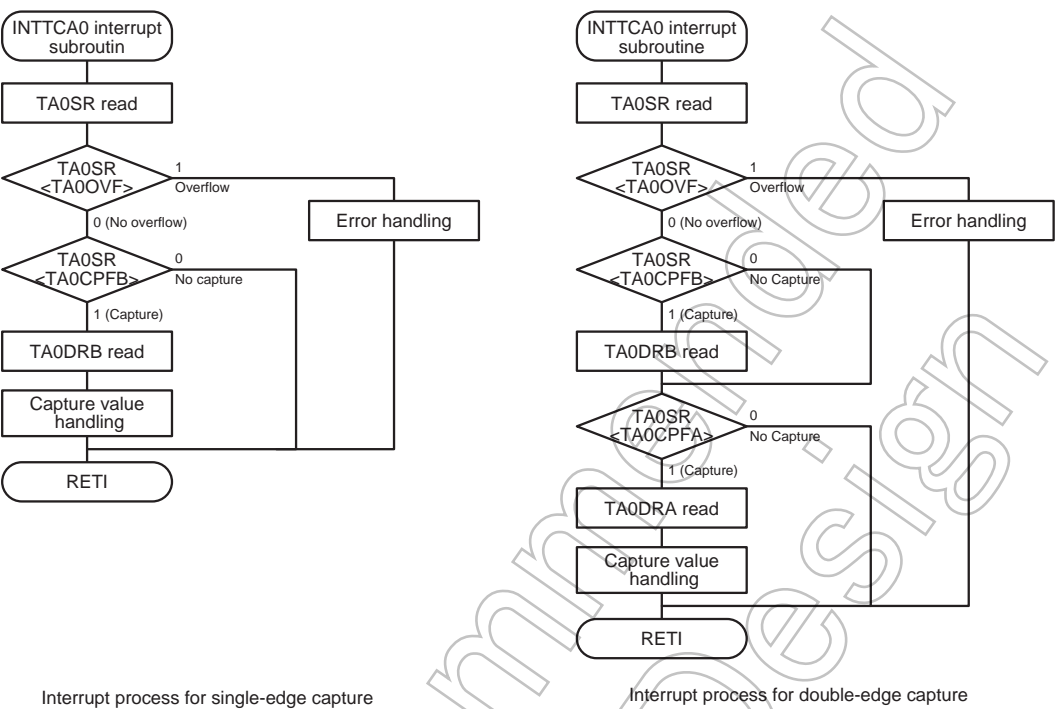 INTTCA0 interrupt
subroutin
TA0SR read
TA0SR
<TA0OVF>
1
Overflow
0 (No overflow)
Error handling
TA0SR
<TA0CPFB>
0
No capture
1 (Capture)
TA0DRB read
Capture value
handling
RETI
Interrupt process for single-edge capture
INTTCA0 interrupt
subroutine
TA0SR read
TA0SR
<TA0OVF>
1
Overflow
0 (No overflow)
Error handling
TA0SR
<TA0CPFB>
0
No Capture
1 (Capture)
TA0DRB read
TA0SR
<TA0CPFA>
0
No Capture
1 (Capture)
TA0DRA read
Capture value
handling
RETI
Interrupt process for double-edge capture